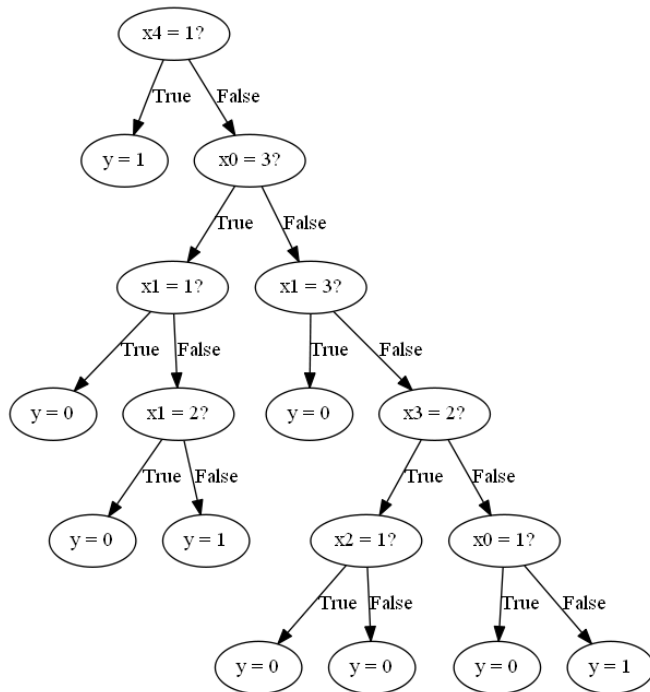 x4 = 1?
True
False
y = 1
x0 = 3?
True
False
x1 = 1?
x1 = 3?
True
False
True
False
y = 0
x1 = 2?
y = 0
x3 = 2?
True
False
True
False
y = 0
y = 1
x2 = 1?
x0 = 1?
True
False
True
False
y = 0
y = 0
y = 0
y = 1